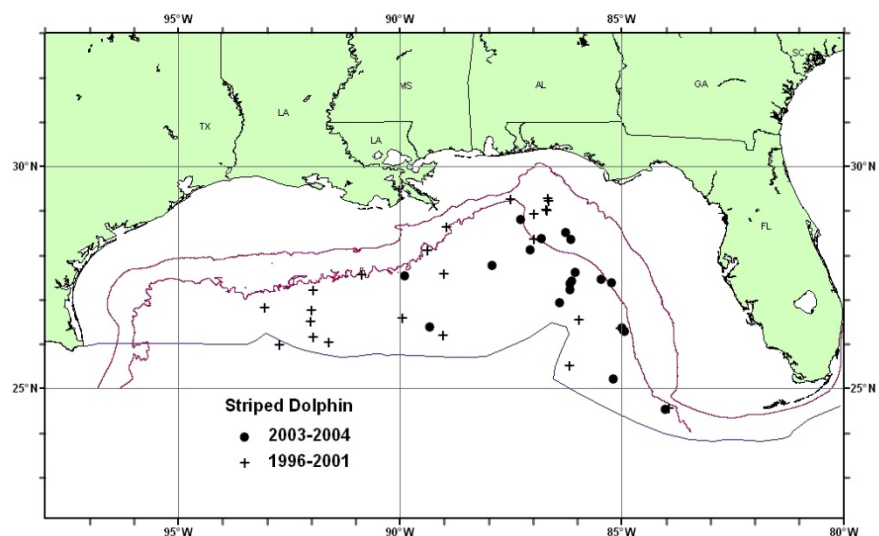 95°W 90°W 85°W
SC
TX LA MS AL GA
LA
30°N 30°N
FL
25°N 25°N
Striped Dolphin
2003-2004
1996-2001
95°W 90°W 85°W 80°W